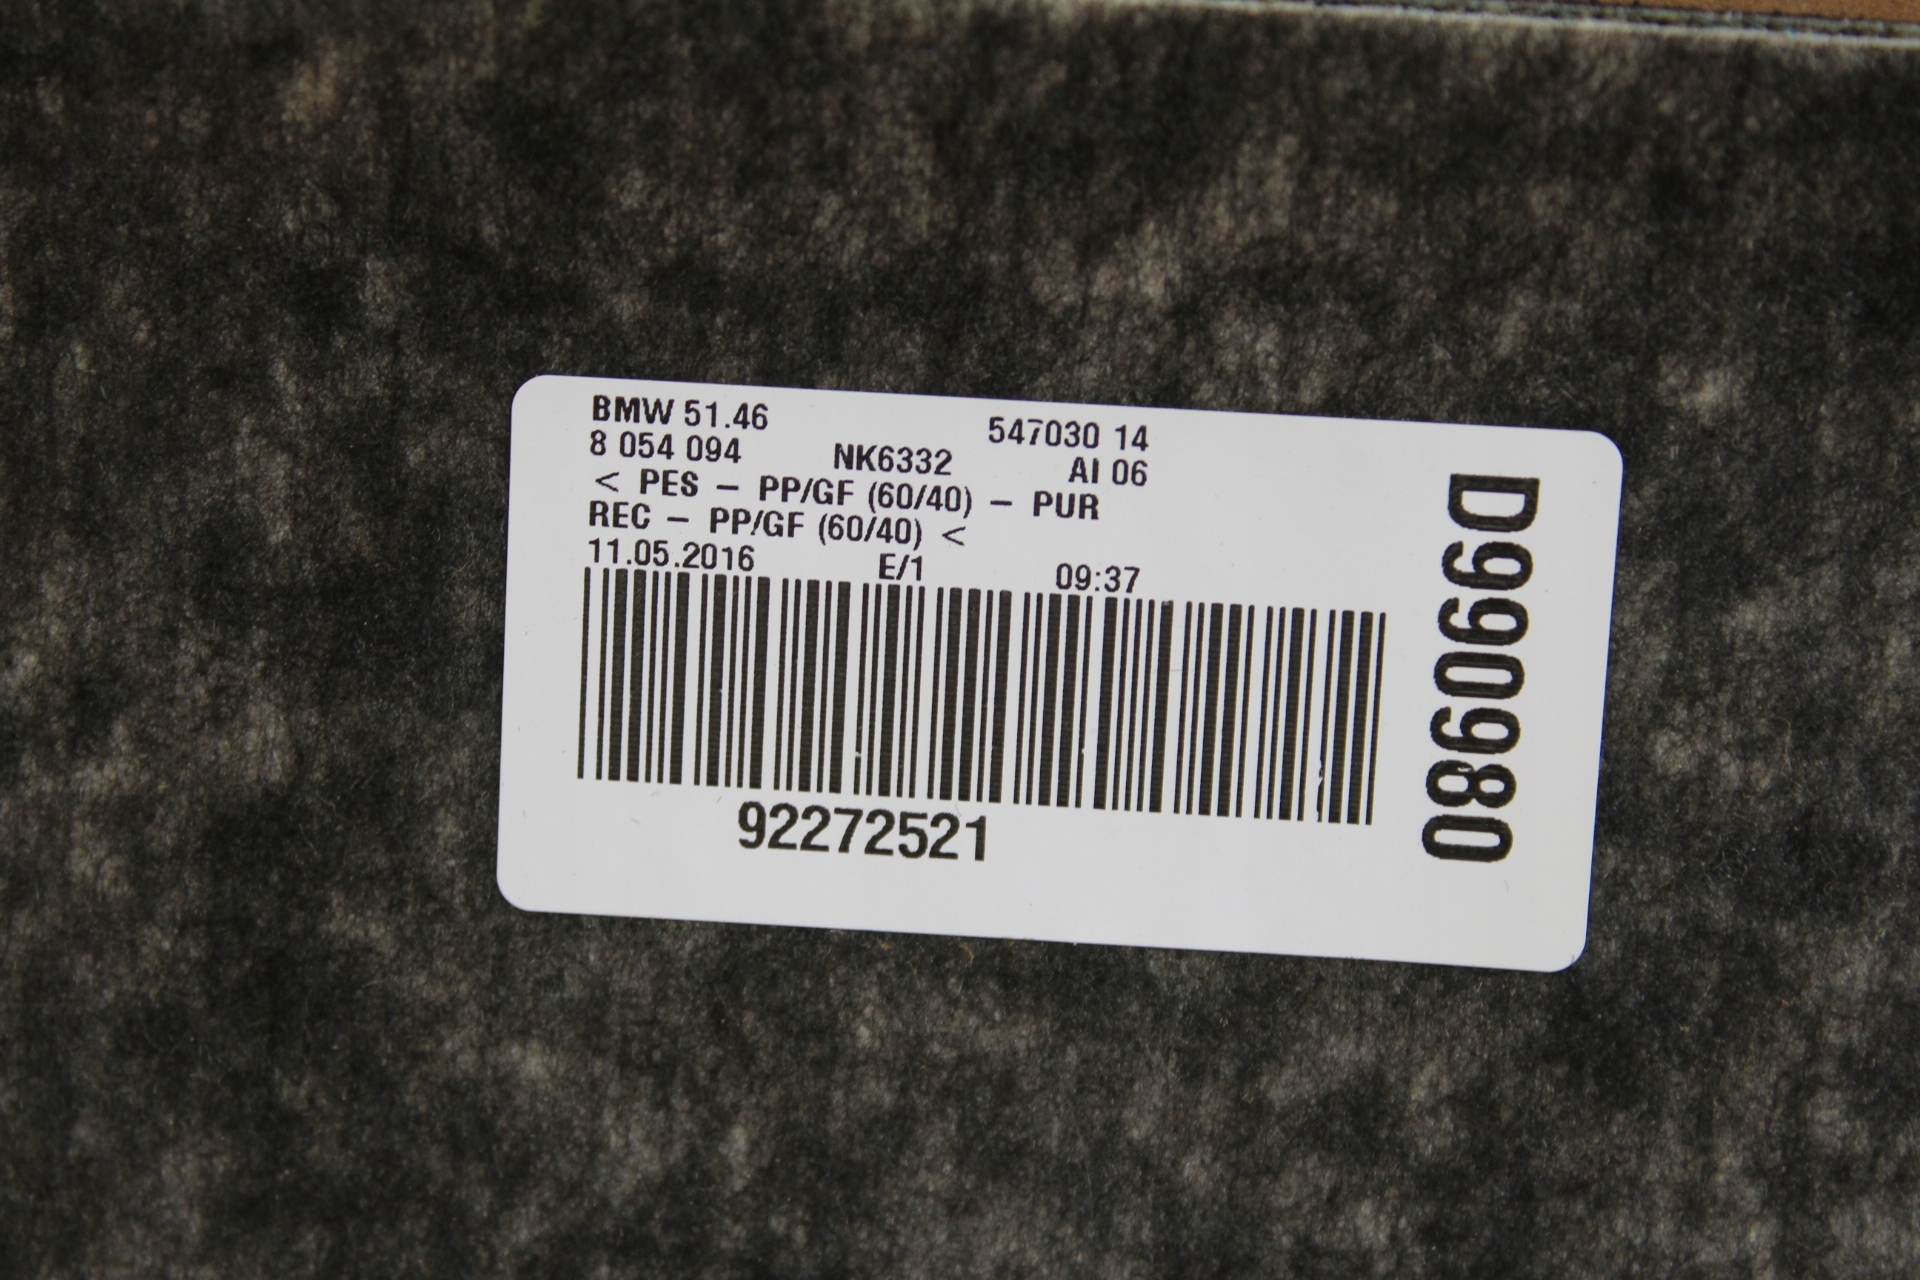 BMW 51.46 547030 14
8 054 094 NK6332 AI 06
< PES – PP/GF (60/40) – PUR
REC – PP/GF (60/40) <
11.05.2016 E/1 09:37
92272521
D990980